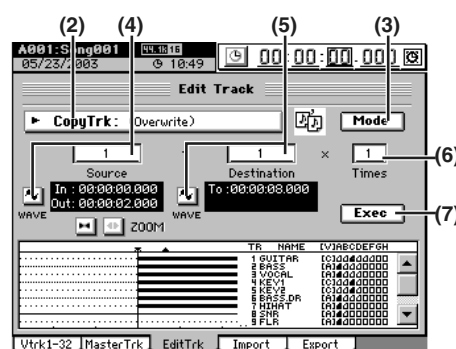 (2) (4) (5) (3)
A001:Song001 44.1k 16
05/23/2003 10:49 00:00:00.000
Edit Track
CopyTrk: (Overwrite) Mode
1 1 × 1 (6)
Source Destination Times
In :00:00:00.000 To :00:00:08.000
Out:00:00:02.000
WAVE WAVE Exec (7)
ZOOM
TR NAME [V]ABCDEFGH
1 GUITAR
2 BASS
3 VOCAL
4 KEY1
5 KEY2
6 BASS.DR
7 HIHAT
8 SNR
9 FLR
Vtrk1-32 MasterTrk EditTrk Import Export